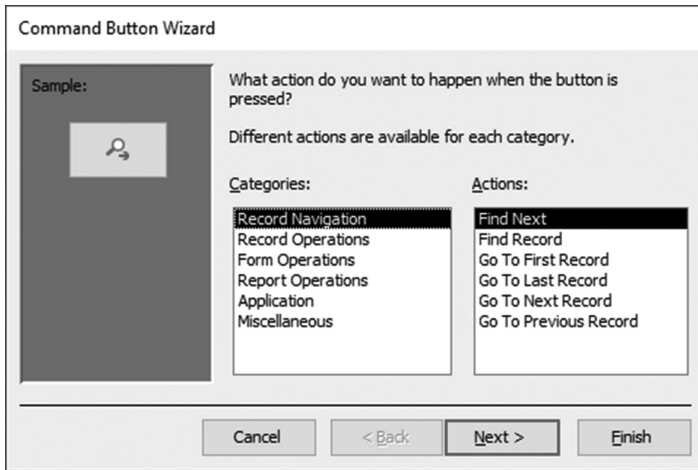 Command Button Wizard
Sample:
What action do you want to happen when the button is
pressed?
Different actions are available for each category.
Categories:
Actions:
Record Navigation
Record Operations
Form Operations
Report Operations
Application
Miscellaneous
Find Next
Find Record
Go To First Record
Go To Last Record
Go To Next Record
Go To Previous Record
Cancel
< Back
Next >
Finish